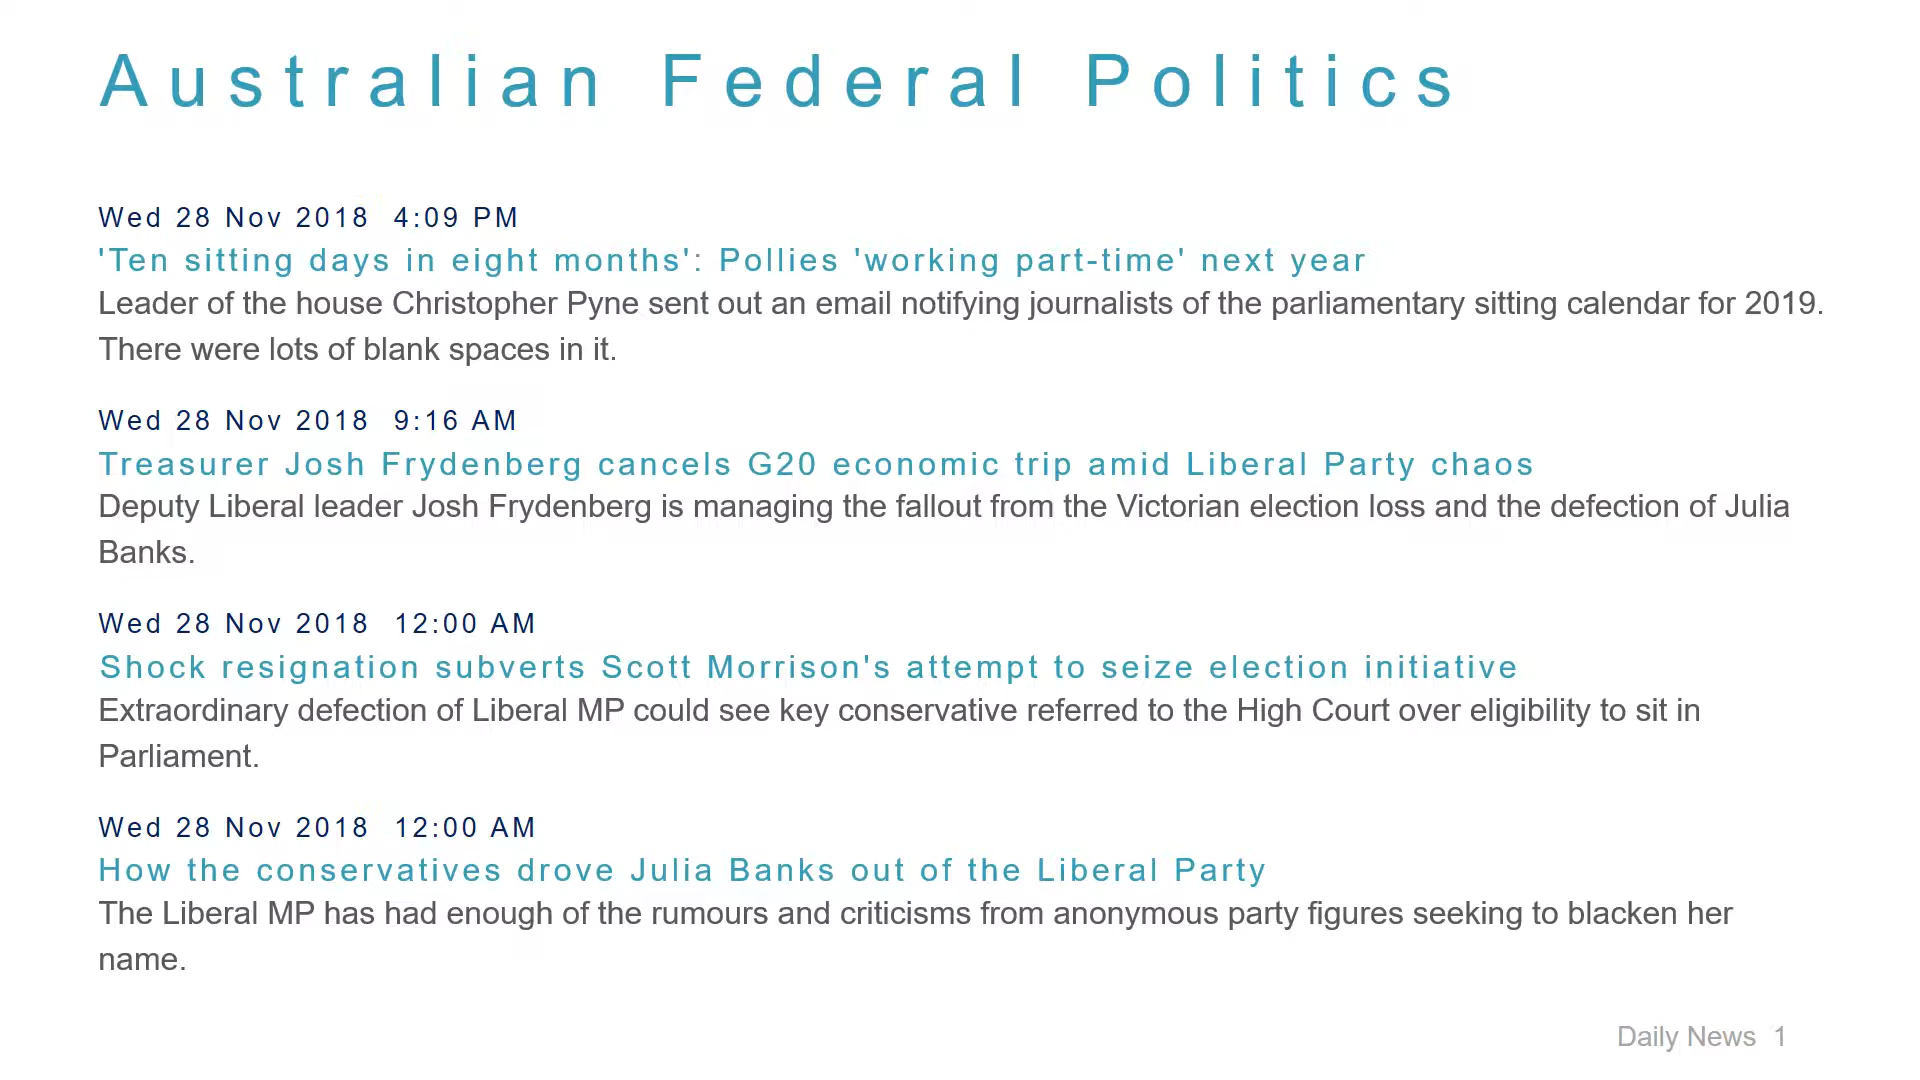 Australian Federal Politics
Wed 28 Nov 2018 4:09 PM
'Ten sitting days in eight months': Pollies 'working part-time' next year
Leader of the house Christopher Pyne sent out an email notifying journalists of the parliamentary sitting calendar for 2019.
There were lots of blank spaces in it.
Wed 28 Nov 2018 9:16 AM
Treasurer Josh Frydenberg cancels G20 economic trip amid Liberal Party chaos
Deputy Liberal leader Josh Frydenberg is managing the fallout from the Victorian election loss and the defection of Julia
Banks.
Wed 28 Nov 2018 12:00 AM
Shock resignation subverts Scott Morrison's attempt to seize election initiative
Extraordinary defection of Liberal MP could see key conservative referred to the High Court over eligibility to sit in
Parliament.
Wed 28 Nov 2018 12:00 AM
How the conservatives drove Julia Banks out of the Liberal Party
The Liberal MP has had enough of the rumours and criticisms from anonymous party figures seeking to blacken her
name.
Daily News 1